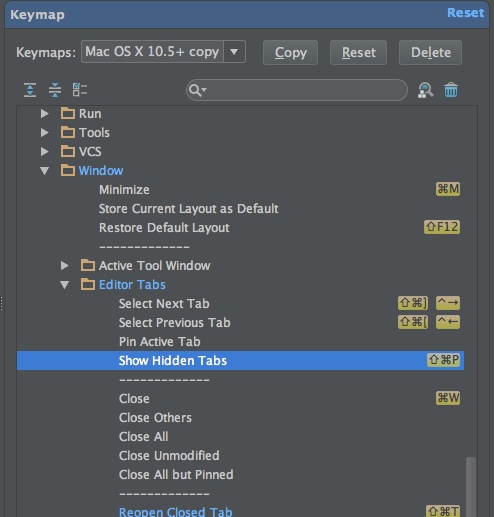 Keymap Reset
Keymaps: Mac OS X 10.5+ copy Copy Reset Delete
Run
Tools
VCS
Window
Minimize ⌘M
Store Current Layout as Default
Restore Default Layout ⇧F12
-------------
Active Tool Window
Editor Tabs
Select Next Tab ⇧⌘] ^→
Select Previous Tab ⇧⌘[ ^←
Pin Active Tab
Show Hidden Tabs ⇧⌘P
-------------
Close ⌘W
Close Others
Close All
Close Unmodified
Close All but Pinned
-------------
Reopen Closed Tab ⇧⌘T